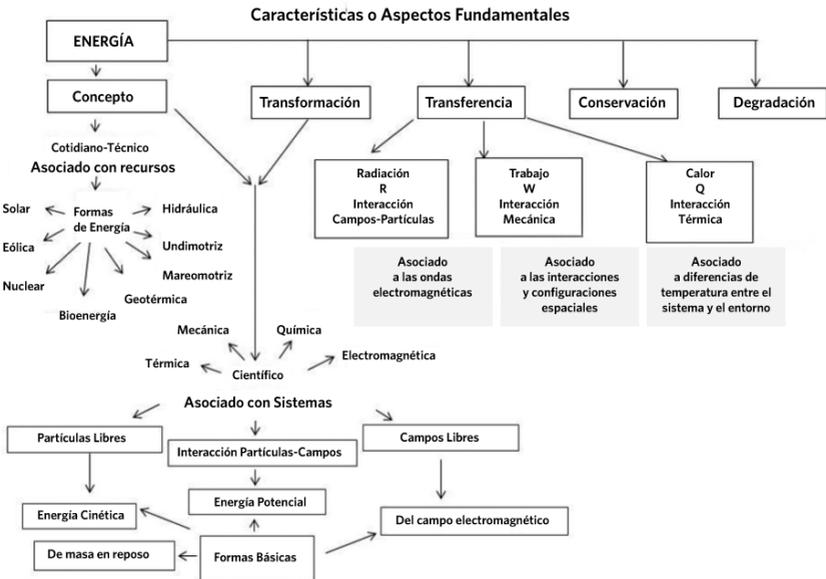 Características o Aspectos Fundamentales
ENERGÍA
Concepto
Transformación
Transferencia
Conservación
Degradación
Cotidiano-Técnico
Asociado con recursos
Formas
de Energía
Solar
Eólica
Nuclear
Bioenergía
Geotérmica
Mareomotriz
Undimotriz
Hidráulica
Radiación
R
Interacción
Campos-Partículas
Trabajo
W
Interacción
Mecánica
Calor
Q
Interacción
Térmica
Asociado
a las ondas
electromagnéticas
Asociado
a las interacciones
y configuraciones
espaciales
Asociado
a diferencias de
temperatura entre el
sistema y el entorno
Mecánica
Química
Térmica
Electromagnética
Científico
Asociado con Sistemas
Partículas Libres
Interacción Partículas-Campos
Campos Libres
Energía Cinética
Energía Potencial
Del campo electromagnético
De masa en reposo
Formas Básicas